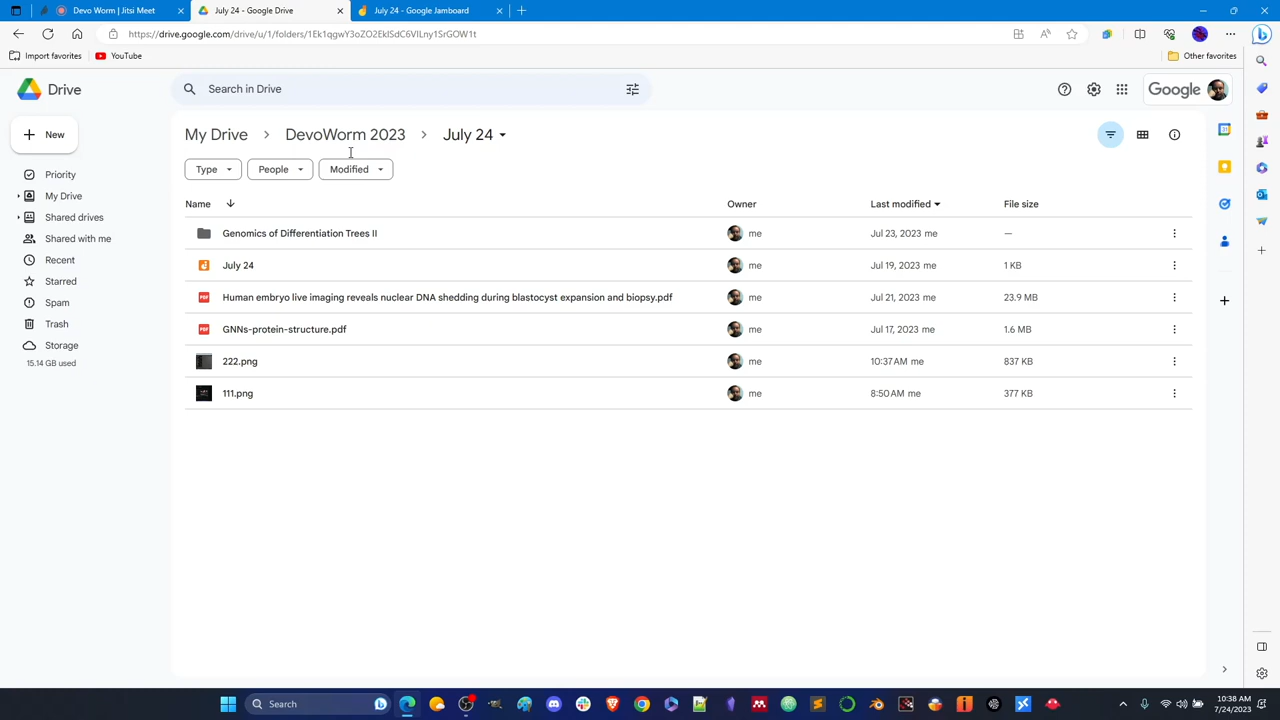 Devo Worm | Jitsi Meet
July 24 - Google Drive
July 24 - Google Jamboard
https://drive.google.com/drive/u/1/folders/1Ek1qgwY3oZO2EklSdC6VILny1SrGOW1t
Import favorites
YouTube
Other favorites
Drive
Search in Drive
Google
New
My Drive
DevoWorm 2023
July 24
Type
People
Modified
Priority
My Drive
Shared drives
Shared with me
Recent
Starred
Spam
Trash
Storage
15.14 GB used
Name Owner Last modified File size
Genomics of Differentiation Trees II me Jul 23, 2023 me —
July 24 me Jul 19, 2023 me 1 KB
Human embryo live imaging reveals nuclear DNA shedding during blastocyst expansion and biopsy.pdf me Jul 21, 2023 me 23.9 MB
GNNs-protein-structure.pdf me Jul 17, 2023 me 1.6 MB
222.png me 10:37 AM me 837 KB
111.png me 8:50 AM me 377 KB
Search
10:38 AM
7/24/2023